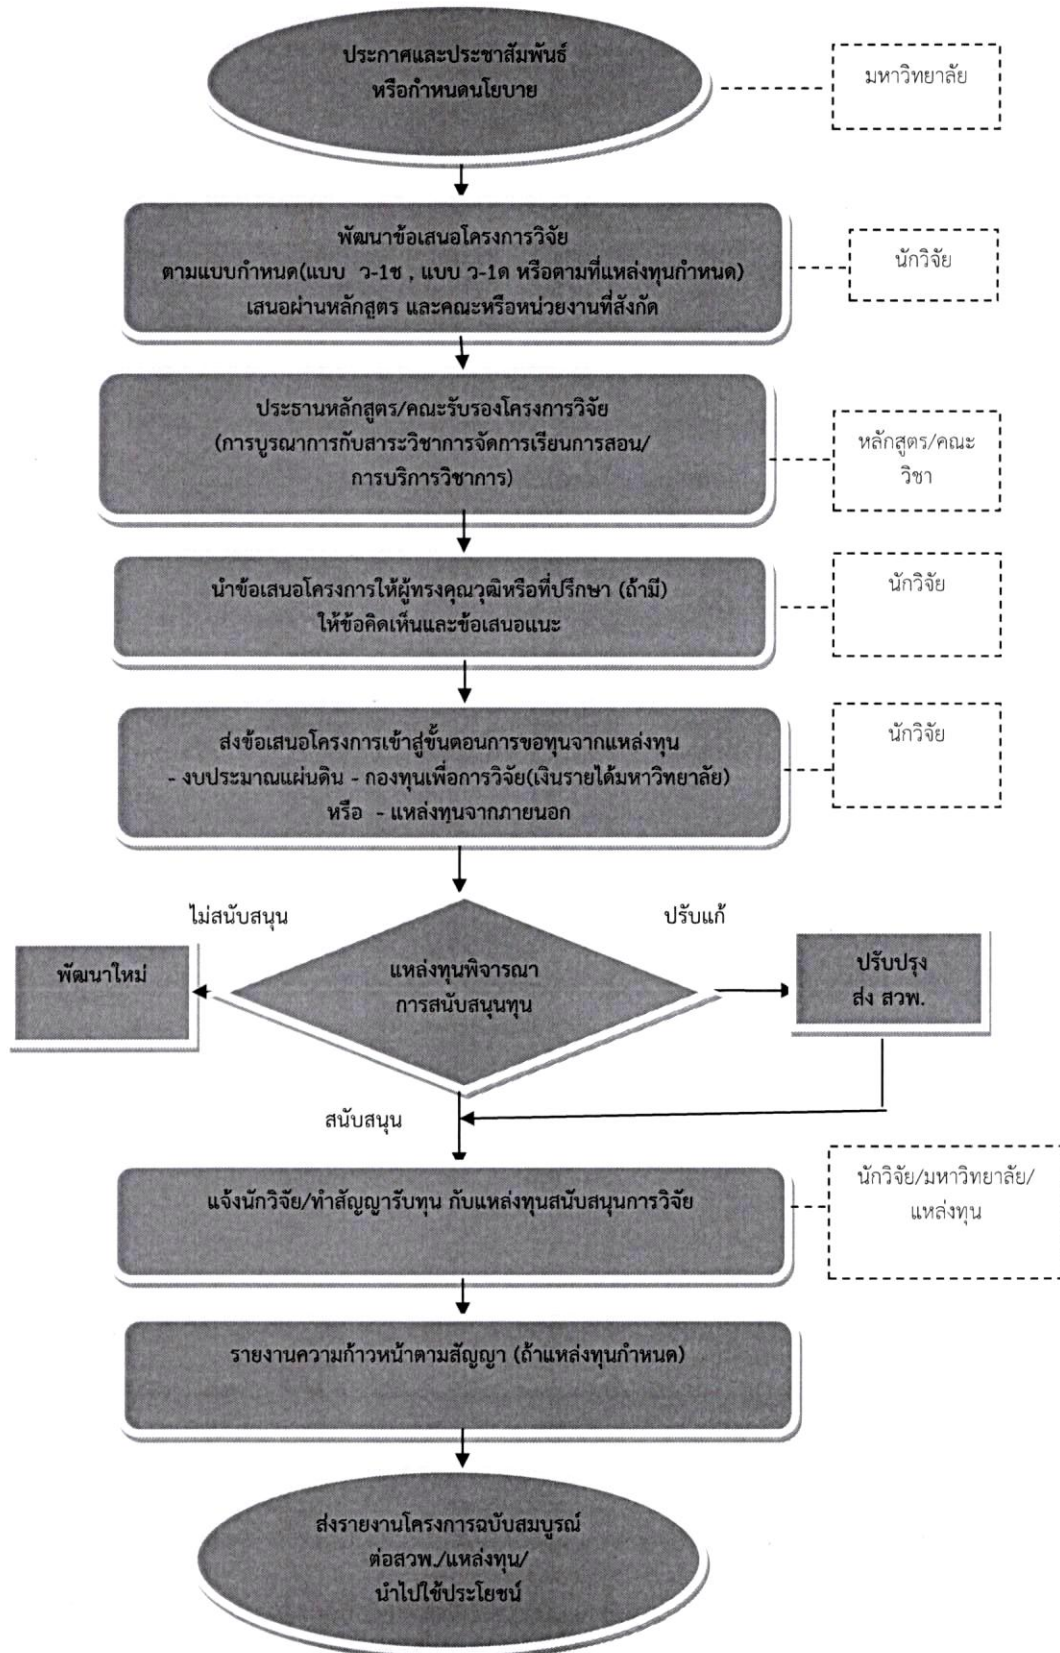 ประกาศและประชาสัมพันธ์
หรือกำหนดนโยบาย
มหาวิทยาลัย
พัฒนาข้อเสนอโครงการวิจัย
ตามแบบกำหนด(แบบ ว-1ช , แบบ ว-1ด หรือตามที่แหล่งทุนกำหนด)
เสนอผ่านหลักสูตร และคณะหรือหน่วยงานที่สังกัด
นักวิจัย
ประธานหลักสูตร/คณะรับรองโครงการวิจัย
(การบูรณาการกับสาระวิชาการจัดการเรียนการสอน/
การบริการวิชาการ)
หลักสูตร/คณะ
วิชา
นำข้อเสนอโครงการให้ผู้ทรงคุณวุฒิหรือที่ปรึกษา (ถ้ามี)
ให้ข้อคิดเห็นและข้อเสนอแนะ
นักวิจัย
ส่งข้อเสนอโครงการเข้าสู่ขั้นตอนการขอทุนจากแหล่งทุน
- งบประมาณแผ่นดิน - กองทุนเพื่อการวิจัย(เงินรายได้มหาวิทยาลัย)
หรือ - แหล่งทุนจากภายนอก
นักวิจัย
ไม่สนับสนุน
ปรับแก้
พัฒนาใหม่
แหล่งทุนพิจารณา
การสนับสนุนทุน
ปรับปรุง
ส่ง สวพ.
สนับสนุน
แจ้งนักวิจัย/ทำสัญญารับทุน กับแหล่งทุนสนับสนุนการวิจัย
นักวิจัย/มหาวิทยาลัย/
แหล่งทุน
รายงานความก้าวหน้าตามสัญญา (ถ้าแหล่งทุนกำหนด)
ส่งรายงานโครงการฉบับสมบูรณ์
ต่อสวพ./แหล่งทุน/
นำไปใช้ประโยชน์